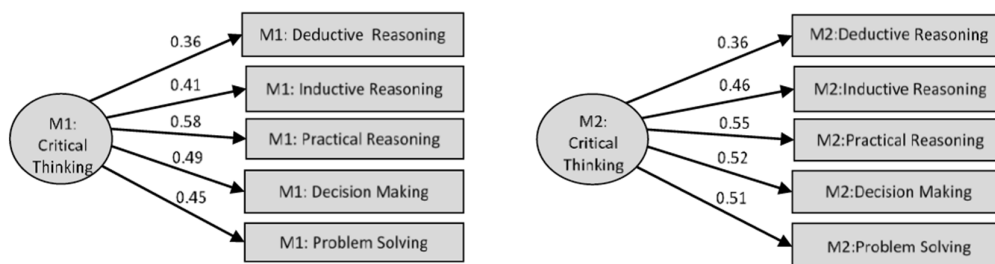 M1:
Critical
Thinking
0.36
0.41
0.58
0.49
0.45
M1: Deductive Reasoning
M1: Inductive Reasoning
M1: Practical Reasoning
M1: Decision Making
M1: Problem Solving
M2:
Critical
Thinking
0.36
0.46
0.55
0.52
0.51
M2:Deductive Reasoning
M2:Inductive Reasoning
M2:Practical Reasoning
M2:Decision Making
M2:Problem Solving